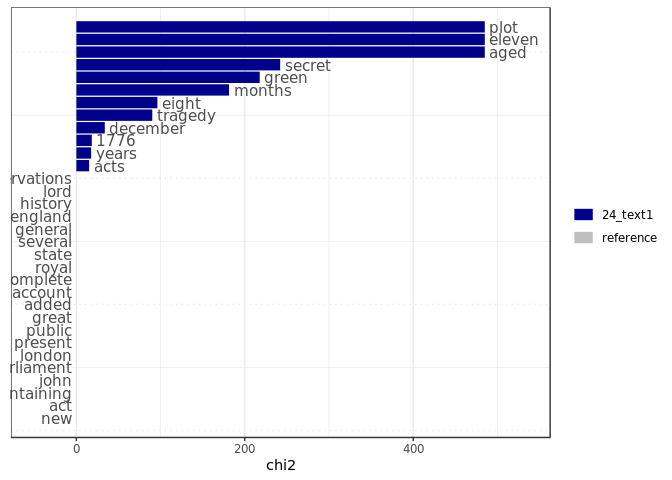 plot
eleven
aged
secret
green
months
eight
tragedy
december
1776
years
acts
rvations
lord
history
england
general
several
state
royal
omplete
account
added
great
public
present
london
rliament
john
ntaining
act
new
0 200 400
chi2
24_text1
reference